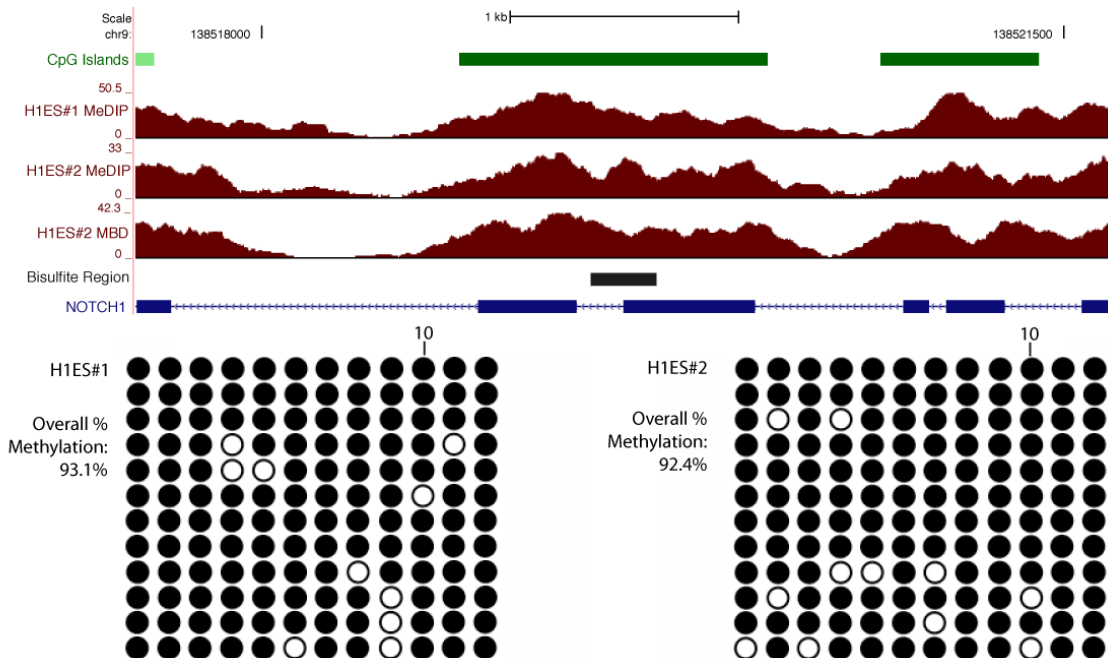 Scale
1 kb
chr9:
138518000
138521500
CpG Islands
50.5
H1ES#1 MeDIP
0
33
H1ES#2 MeDIP
0
42.3
H1ES#2 MBD
0
Bisulfite Region
NOTCH1
10
H1ES#1
Overall %
Methylation:
93.1%
10
H1ES#2
Overall %
Methylation:
92.4%